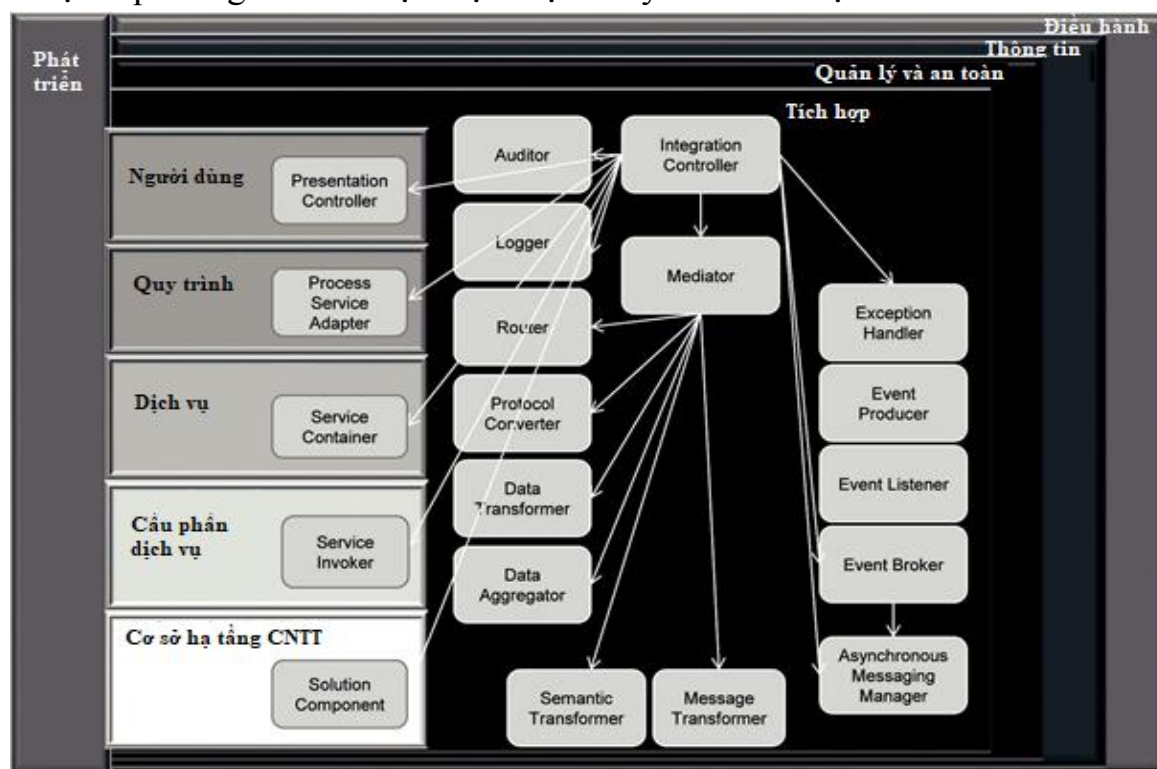 Điều hành
Thông tin
Quản lý và an toàn
Tích hợp
Phát
triển
Người dùng
Presentation
Controller
Quy trình
Process
Service
Adapter
Dịch vụ
Service
Container
Cấu phần
dịch vụ
Service
Invoker
Cơ sở hạ tầng CNTT
Solution
Component
Auditor
Logger
Router
Protocol
Converter
Data
Transformer
Data
Aggregator
Integration
Controller
Mediator
Semantic
Transformer
Message
Transformer
Exception
Handler
Event
Producer
Event Listener
Event Broker
Asynchronous
Messaging
Manager